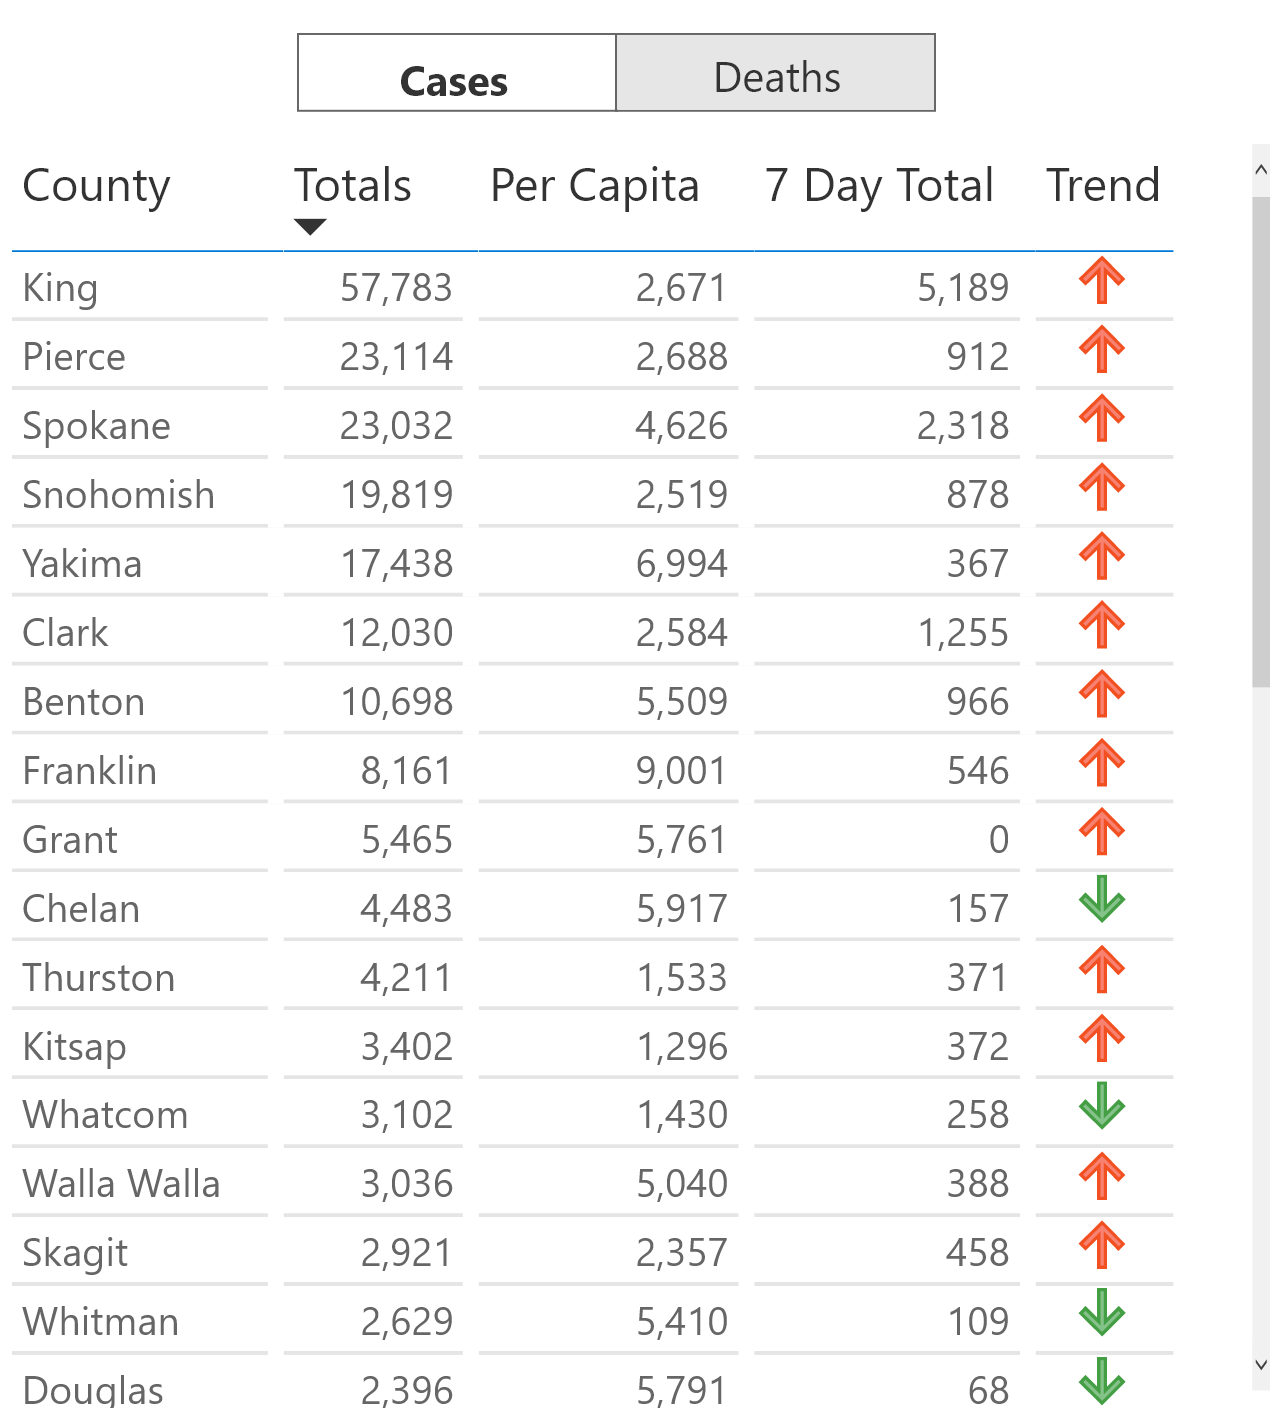 Cases Deaths
County Totals Per Capita 7 Day Total Trend
King 57,783 2,671 5,189
Pierce 23,114 2,688 912
Spokane 23,032 4,626 2,318
Snohomish 19,819 2,519 878
Yakima 17,438 6,994 367
Clark 12,030 2,584 1,255
Benton 10,698 5,509 966
Franklin 8,161 9,001 546
Grant 5,465 5,761 0
Chelan 4,483 5,917 157
Thurston 4,211 1,533 371
Kitsap 3,402 1,296 372
Whatcom 3,102 1,430 258
Walla Walla 3,036 5,040 388
Skagit 2,921 2,357 458
Whitman 2,629 5,410 109
Douglas 2,396 5,791 68